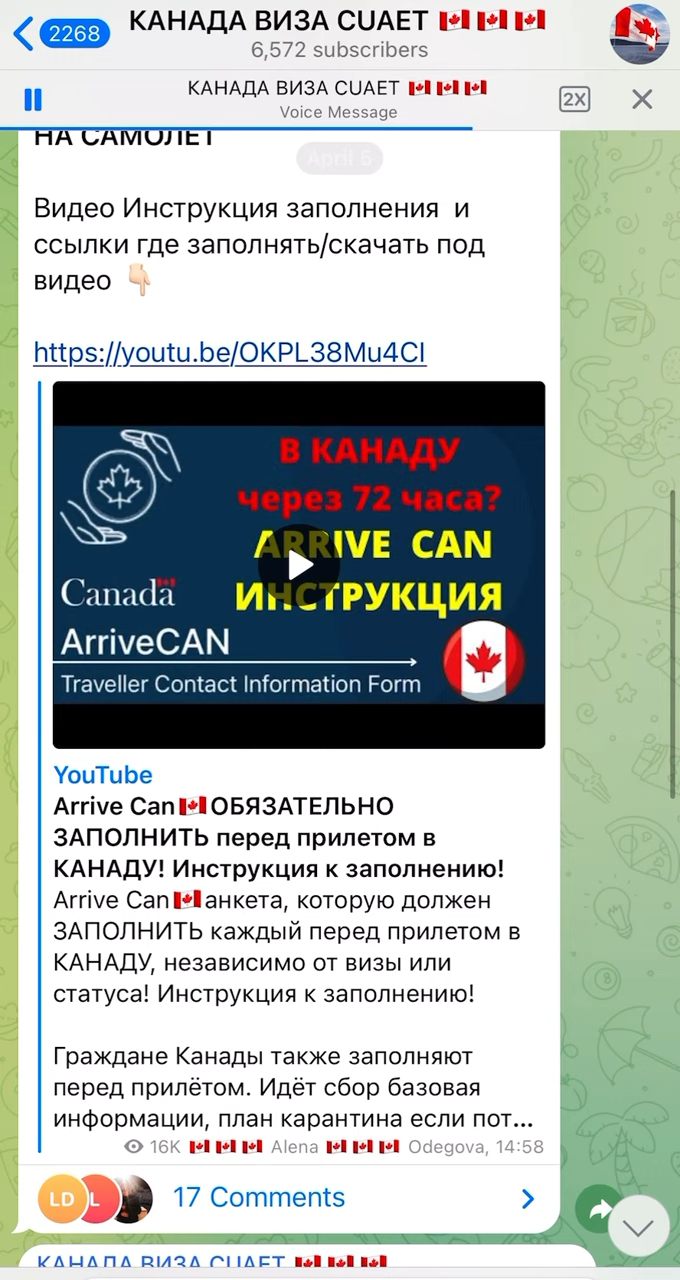 2268
КАНАДА ВИЗА CUAET 🇨🇦 🇨🇦 🇨🇦
6,572 subscribers
КАНАДА ВИЗА CUAET 🇨🇦 🇨🇦 🇨🇦
Voice Message
2X
НА САМОЛЕТ
April 5
Видео Инструкция заполнения и
ссылки где заполнять/скачать под
видео 👇🏻
https://youtu.be/OKPL38Mu4CI
В КАНАДУ
через 72 часа?
ARRIVE CAN
ИНСТРУКЦИЯ
Canada
ArriveCAN
Traveller Contact Information Form
YouTube
Arrive Can🇨🇦ОБЯЗАТЕЛЬНО
ЗАПОЛНИТЬ перед прилетом в
КАНАДУ! Инструкция к заполнению!
Arrive Can🇨🇦анкета, которую должен
ЗАПОЛНИТЬ каждый перед прилетом в
КАНАДУ, независимо от визы или
статуса! Инструкция к заполнению!
Граждане Канады также заполняют
перед прилётом. Идёт сбор базовая
информации, план карантина если пот...
16K 🇨🇦 🇨🇦 🇨🇦 Alena 🇨🇦 🇨🇦 🇨🇦 Odegova, 14:58
LD
L
17 Comments
КАНАДА ВИЗА CUAET 🇨🇦 🇨🇦 🇨🇦